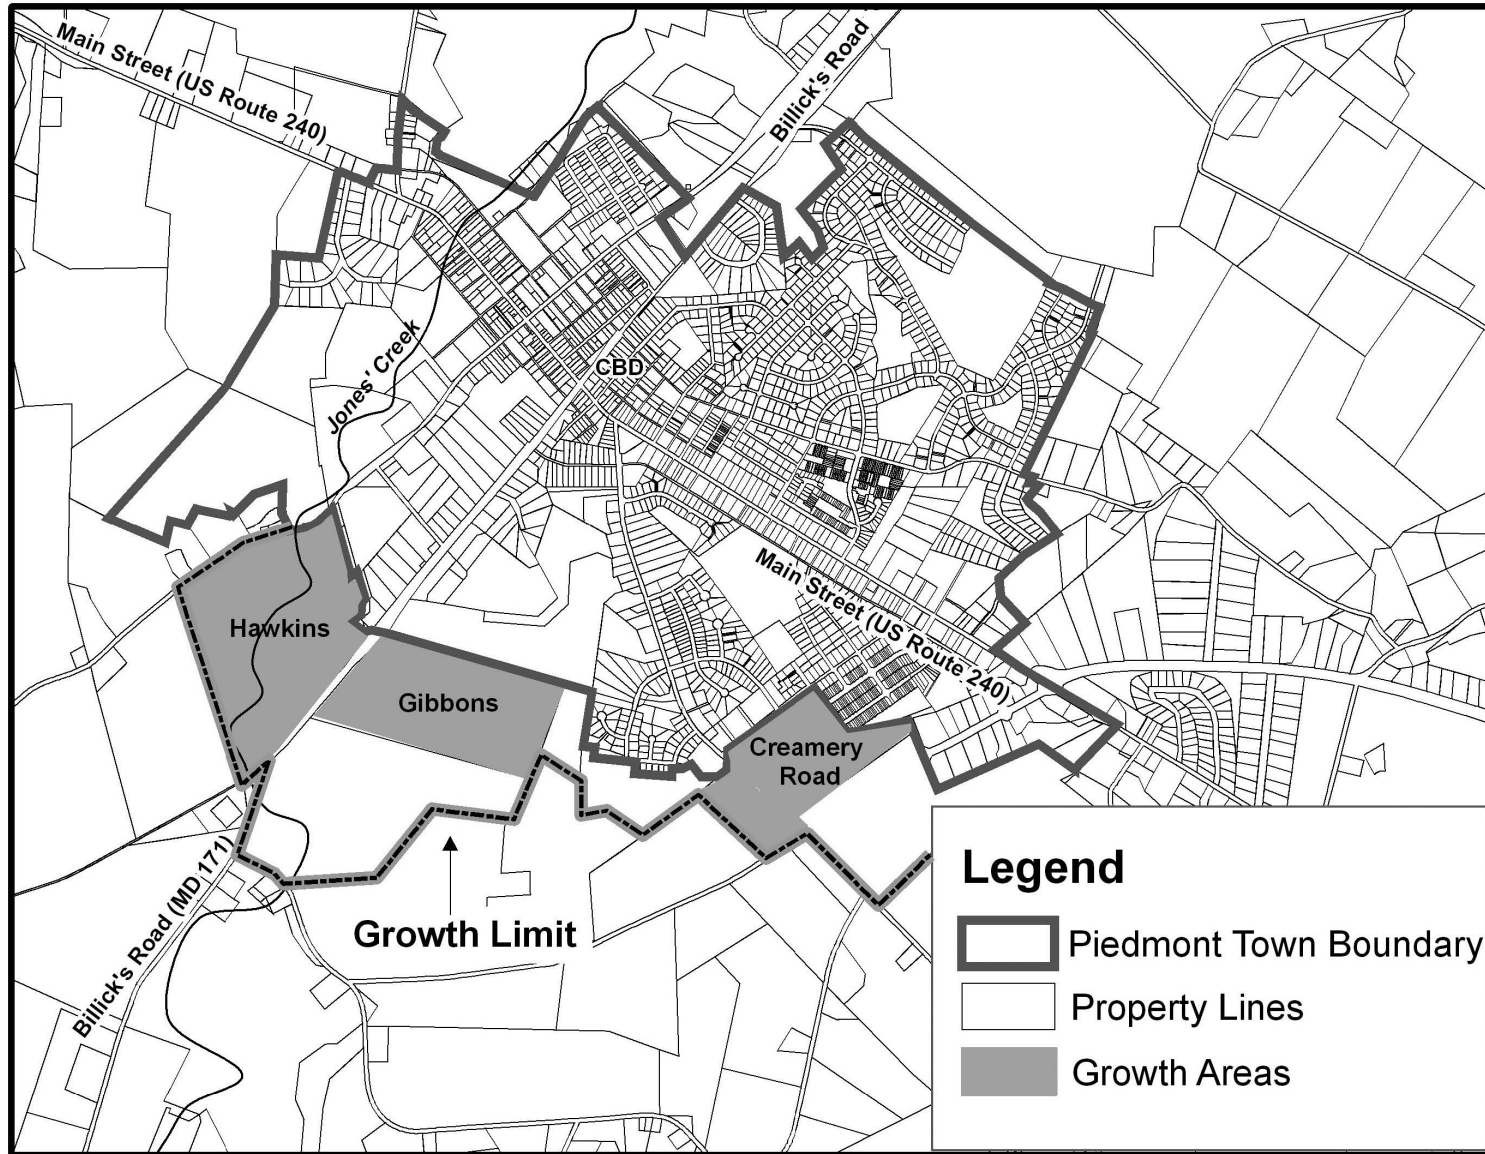 Main Street (US Route 240)
Billick's Road
Jones' Creek
CBD
Main Street (US Route 240)
Hawkins
Gibbons
Creamery
Road
Growth Limit
Billick's Road (MD 171)
Legend
Piedmont Town Boundary
Property Lines
Growth Areas